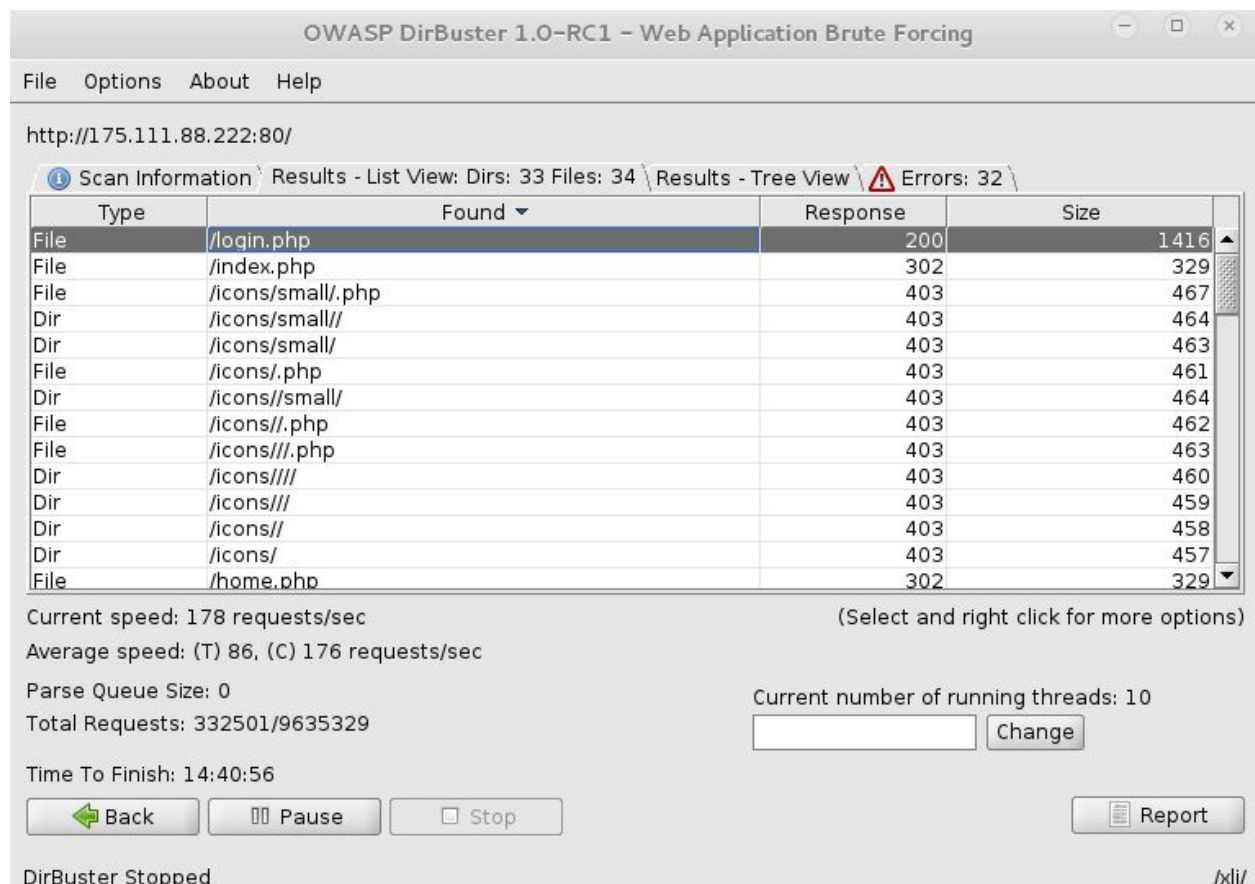 OWASP DirBuster 1.0-RC1 - Web Application Brute Forcing
File Options About Help
http://175.111.88.222:80/
Scan Information Results - List View: Dirs: 33 Files: 34 Results - Tree View Errors: 32
Type Found Response Size
File /login.php 200 1416
File /index.php 302 329
File /icons/small/.php 403 467
Dir /icons/small// 403 464
Dir /icons/small/ 403 463
File /icons/.php 403 461
Dir /icons//small/ 403 464
File /icons//.php 403 462
File /icons///.php 403 463
Dir /icons//// 403 460
Dir /icons/// 403 459
Dir /icons// 403 458
Dir /icons/ 403 457
File /home.php 302 329
Current speed: 178 requests/sec (Select and right click for more options)
Average speed: (T) 86, (C) 176 requests/sec
Parse Queue Size: 0
Current number of running threads: 10
Total Requests: 332501/9635329
Change
Time To Finish: 14:40:56
Back Pause Stop Report
DirBuster Stopped /xli/